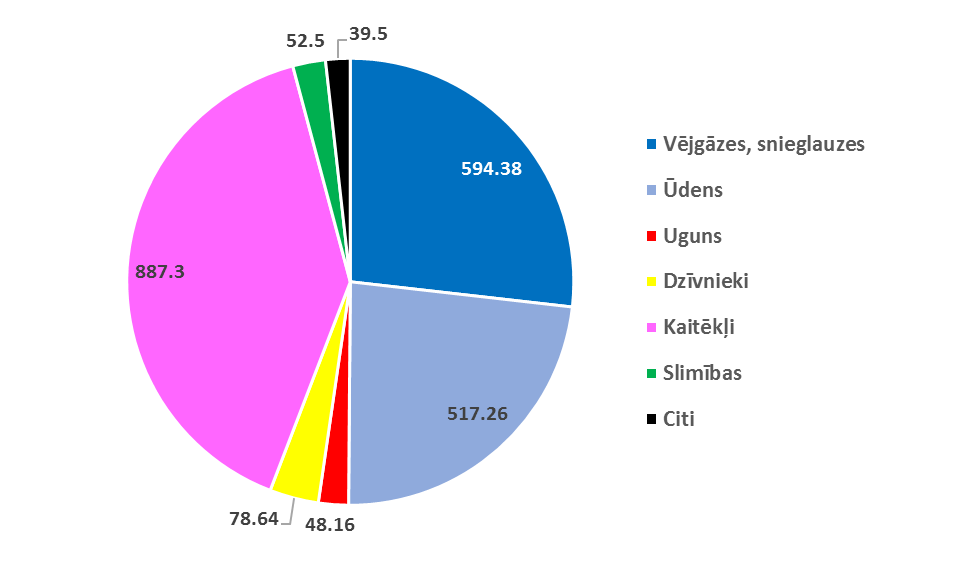 52.5
39.5
594.38
887.3
517.26
78.64
48.16
Vējgāzes, snieglauzes
Ūdens
Uguns
Dzīvnieki
Kaitēkļi
Slimības
Citi